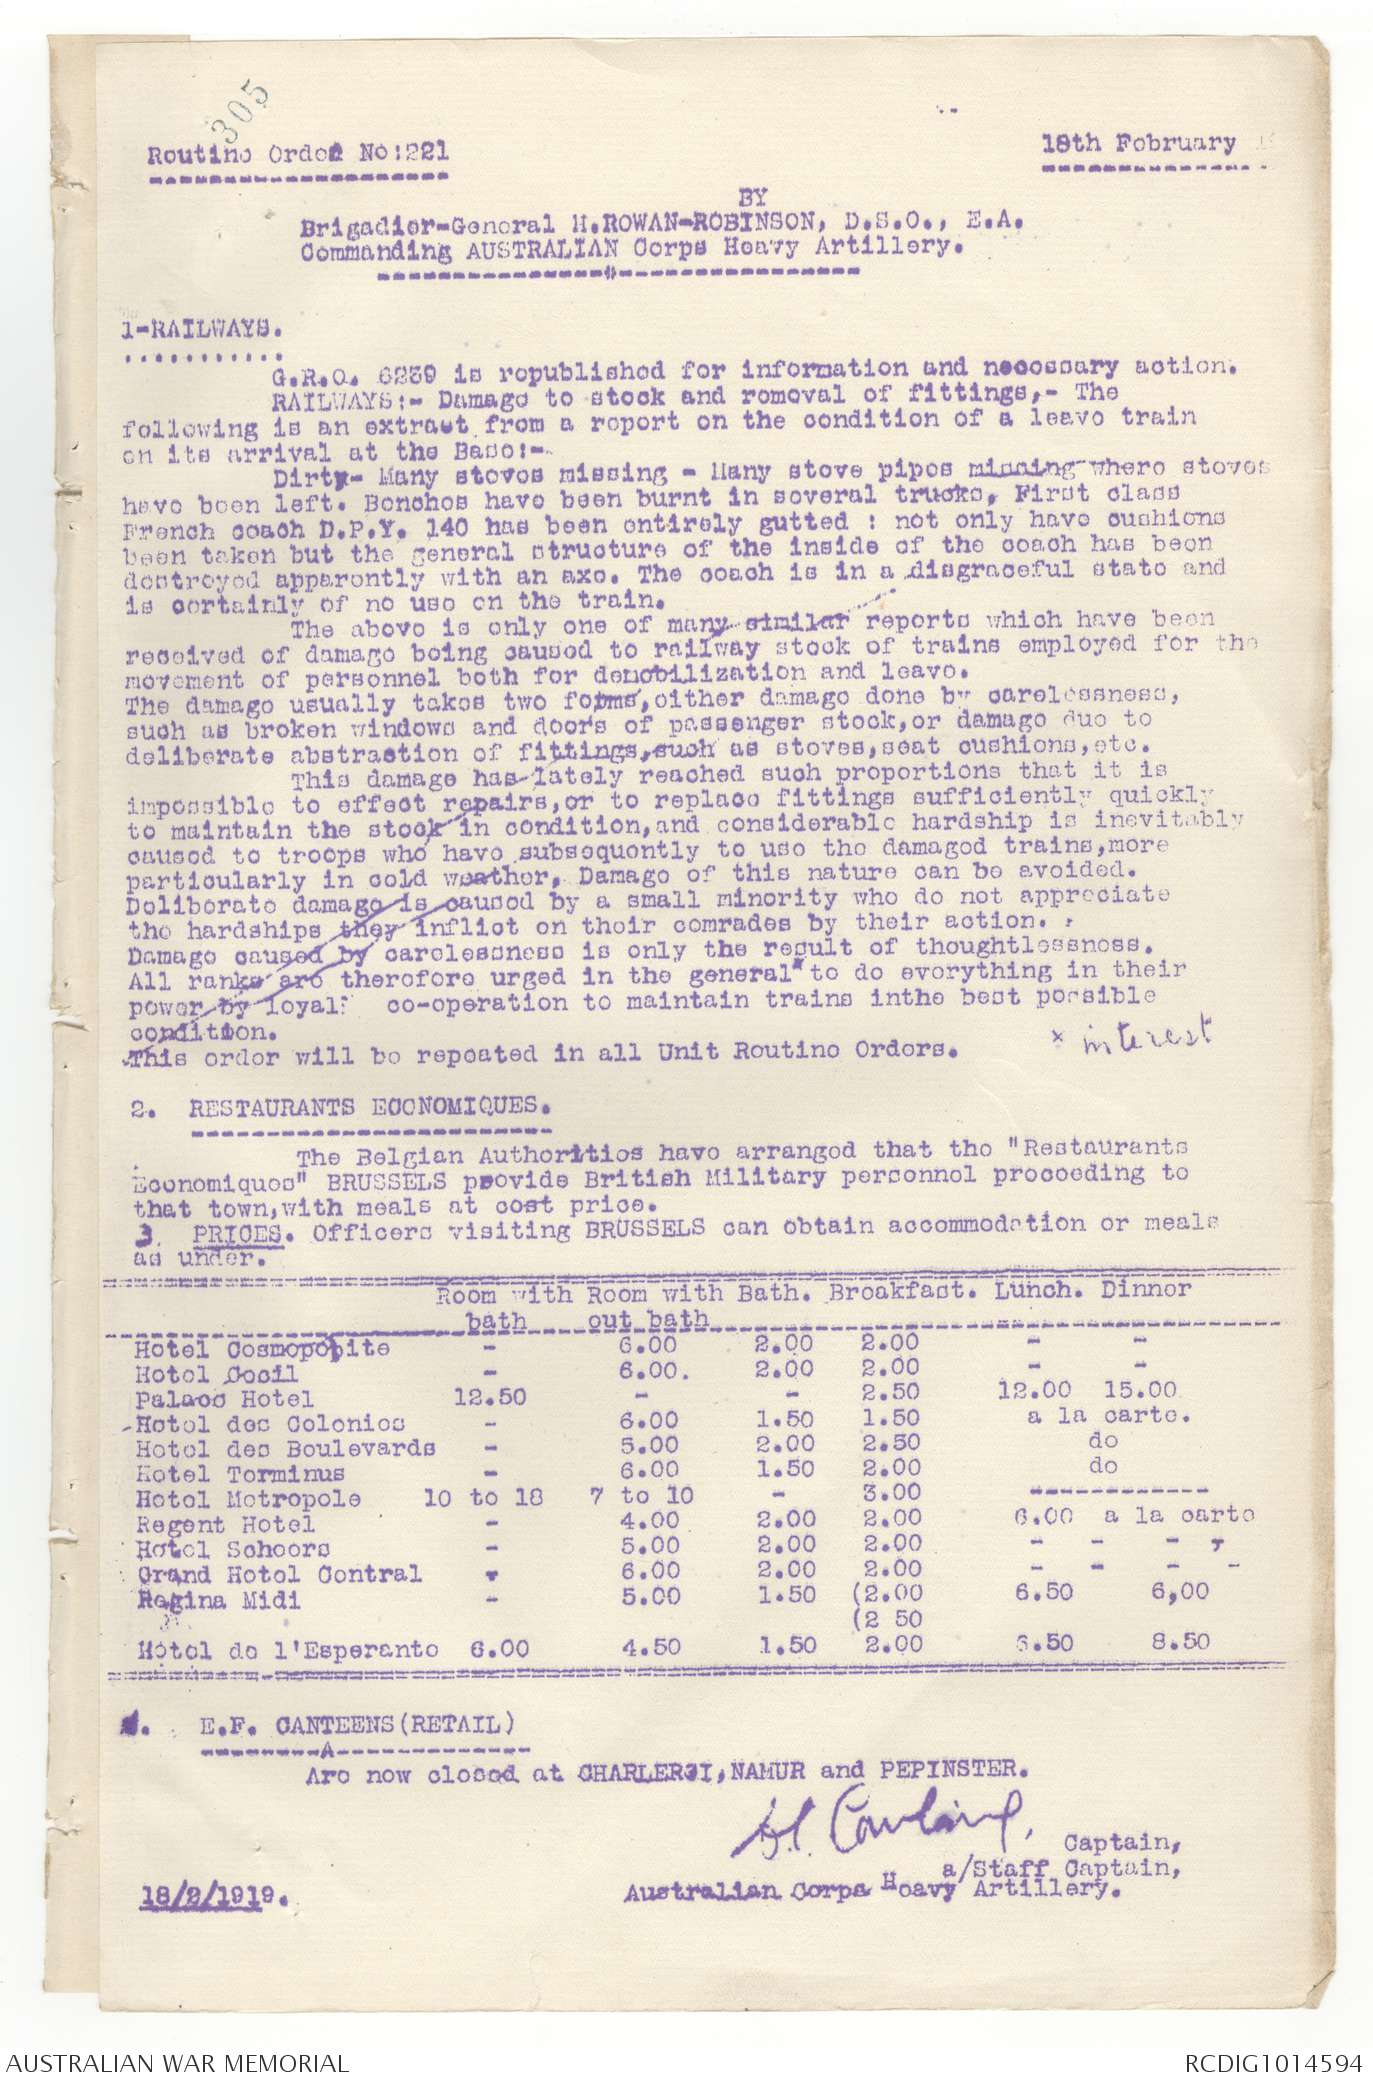 305
Routine Order No:221
18th February
BY
Brigadier-General H.ROWAN-ROBINSON, D.S.O., E.A.
Commanding AUSTRALIAN Corps Heavy Artillery.
1-RAILWAYS.
G.R.O. 6239 is republished for information and necessary action.
RAILWAYS:- Damage to stock and removal of fittings,- The
following is an extract from a report on the condition of a leave train
on its arrival at the Base:-
Dirty- Many stoves missing - Many stove pipes missing where stoves
have been left. Benches have been burnt in several trucks, First class
French coach D.P.Y. 140 has been entirely gutted : not only have cushions
been taken but the general structure of the inside of the coach has been
destroyed apparently with an axe. The coach is in a disgraceful state and
is certainly of no use on the train.
The above is only one of many similar reports which have been
received of damage being caused to railway stock of trains employed for the
movement of personnel both for demobilization and leave.
The damage usually takes two forms,either damage done by carelessness,
such as broken windows and doors of passenger stock,or damage due to
deliberate abstraction of fittings,such as stoves,seat cushions,etc.
This damage has lately reached such proportions that it is
impossible to effect repairs,or to replace fittings sufficiently quickly
to maintain the stock in condition,and considerable hardship is inevitably
caused to troops who have subsequently to use the damaged trains,more
particularly in cold weather, Damage of this nature can be avoided.
Deliberate damage is caused by a small minority who do not appreciate
the hardships they inflict on their comrades by their action.
Damage caused by carelessness is only the result of thoughtlessness.
All ranks are therefore urged in the general x to do everything in their
power by loyal co-operation to maintain trains inthe best possible
condition.
This order will be repeated in all Unit Routine Orders.
x interest
2. RESTAURANTS ECONOMIQUES.
The Belgian Authorities have arranged that the "Restaurants
Economiques" BRUSSELS provide British Military personnel proceeding to
that town,with meals at cost price.
3. PRICES. Officers visiting BRUSSELS can obtain accommodation or meals
as under.
Room with Room with Bath. Breakfast. Lunch. Dinner
bath out bath
Hotel Cosmopolite - 6.00 2.00 2.00 - -
Hotel Cecil - 6.00. 2.00 2.00 - -
Palace Hotel 12.50 - - 2.50 12.00 15.00
Hotel des Colonies - 6.00 1.50 1.50 a la carte.
Hotel des Boulevards - 5.00 2.00 2.50 do
Hotel Terminus - 6.00 1.50 2.00 do
Hotel Metropole 10 to 18 7 to 10 - 3.00 ------------
Regent Hotel - 4.00 2.00 2.00 6.00 a la carte
Hotel Schoors - 5.00 2.00 2.00 - - - -
Grand Hotel Central - 6.00 2.00 2.00 - - - -
Regina Midi - 5.00 1.50 (2.00 6.50 6,00
(2 50
Hotel de l'Esperanto 6.00 4.50 1.50 2.00 6.50 8.50
4. E.F. CANTEENS(RETAIL)
Are now closed at CHARLEROI,NAMUR and PEPINSTER.
Captain,
a/Staff Captain,
Australian Corps Heavy Artillery.
18/2/1919.
AUSTRALIAN WAR MEMORIAL
RCDIG1014594